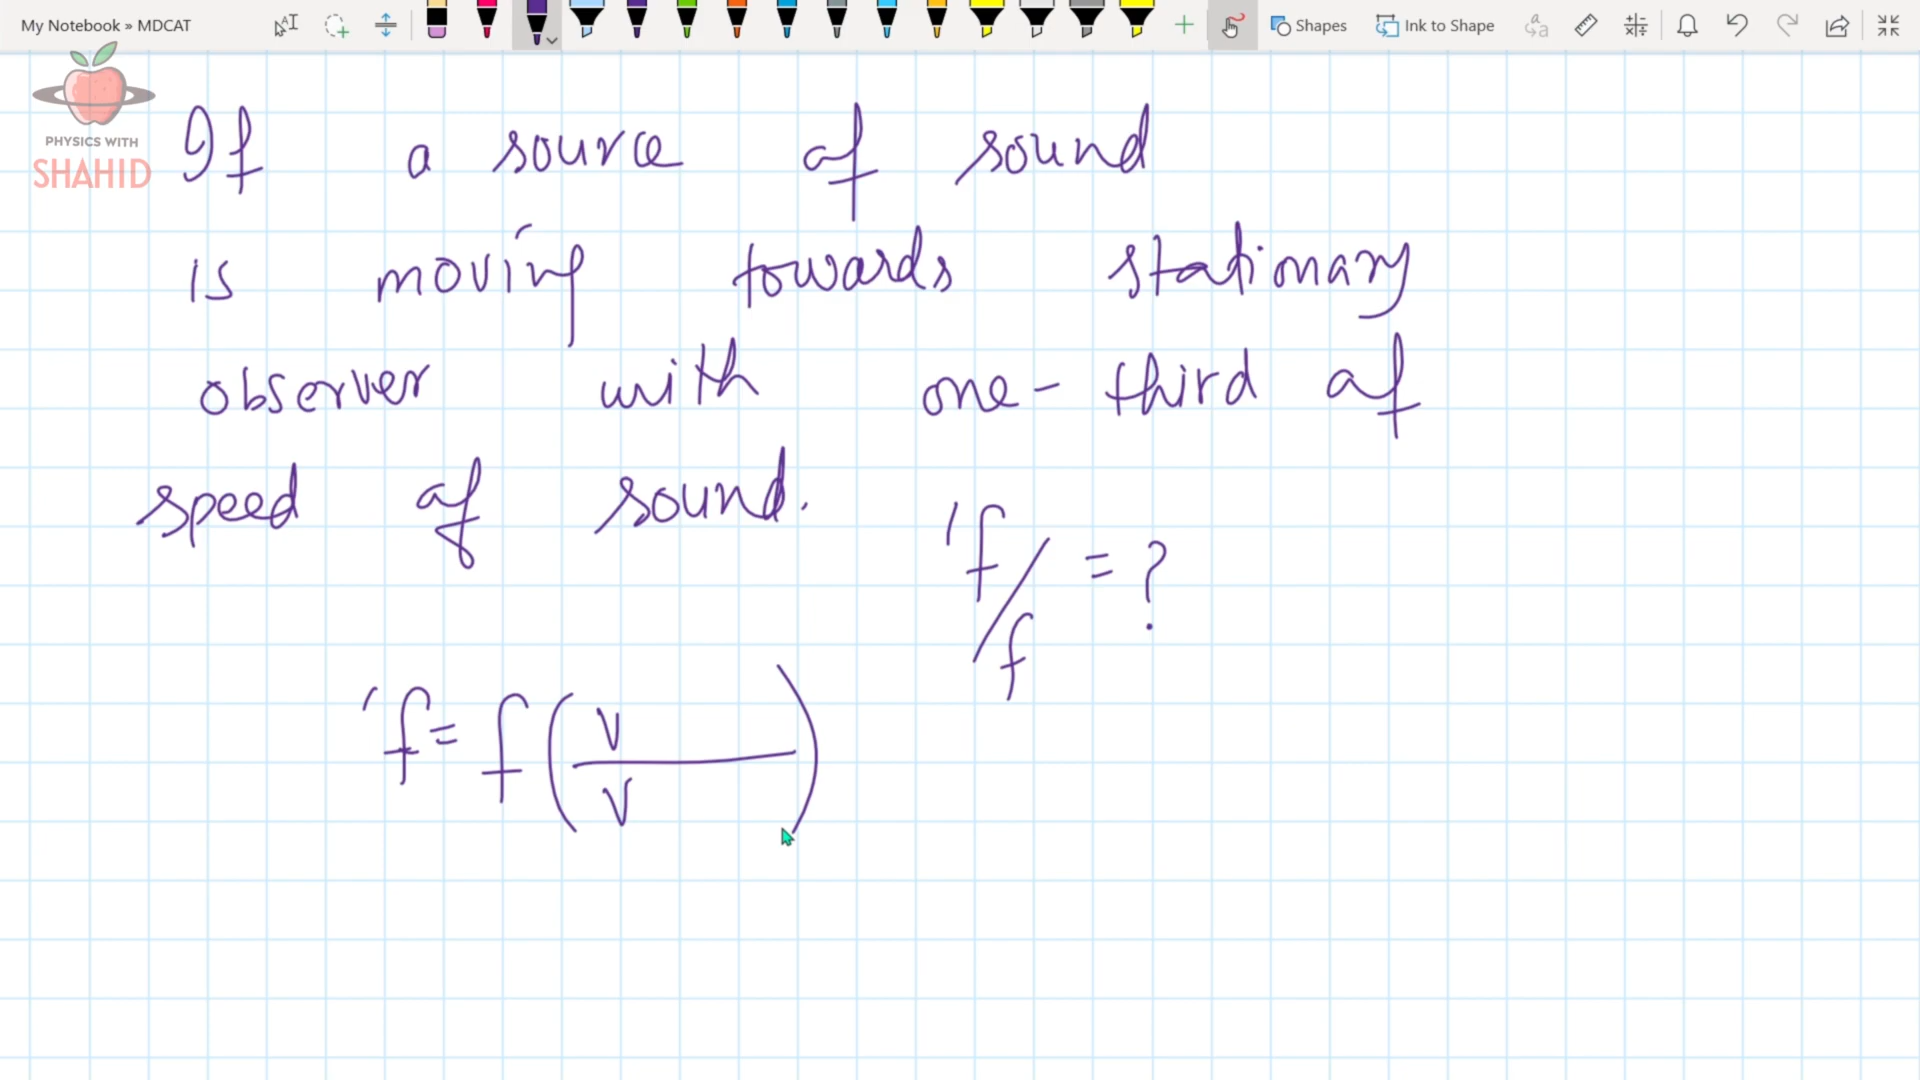 My Notebook » MDCAT
Shapes
Ink to Shape
PHYSICS WITH
SHAHID
If a source of sound
is moving towards stationary
observer with one-third of
speed of sound. 'f/f = ?
'f = f(v/v)